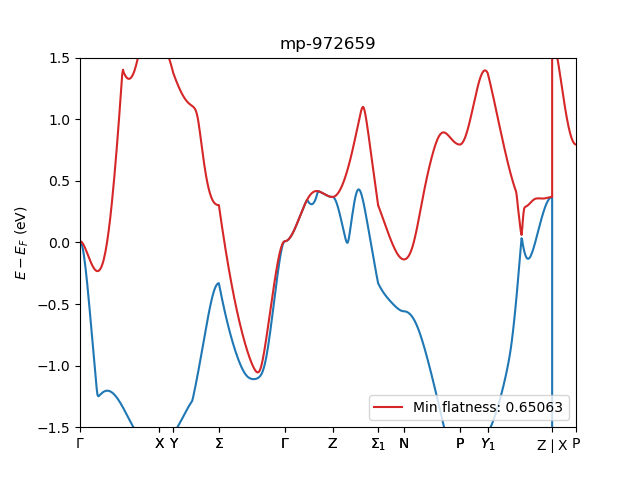 mp-972659
1.5
1.0
0.5
0.0
−0.5
−1.0
−1.5
E − E_F (eV)
Min flatness: 0.65063
Γ X Y Σ Γ Z Σ₁ N P Y₁ Z | X P